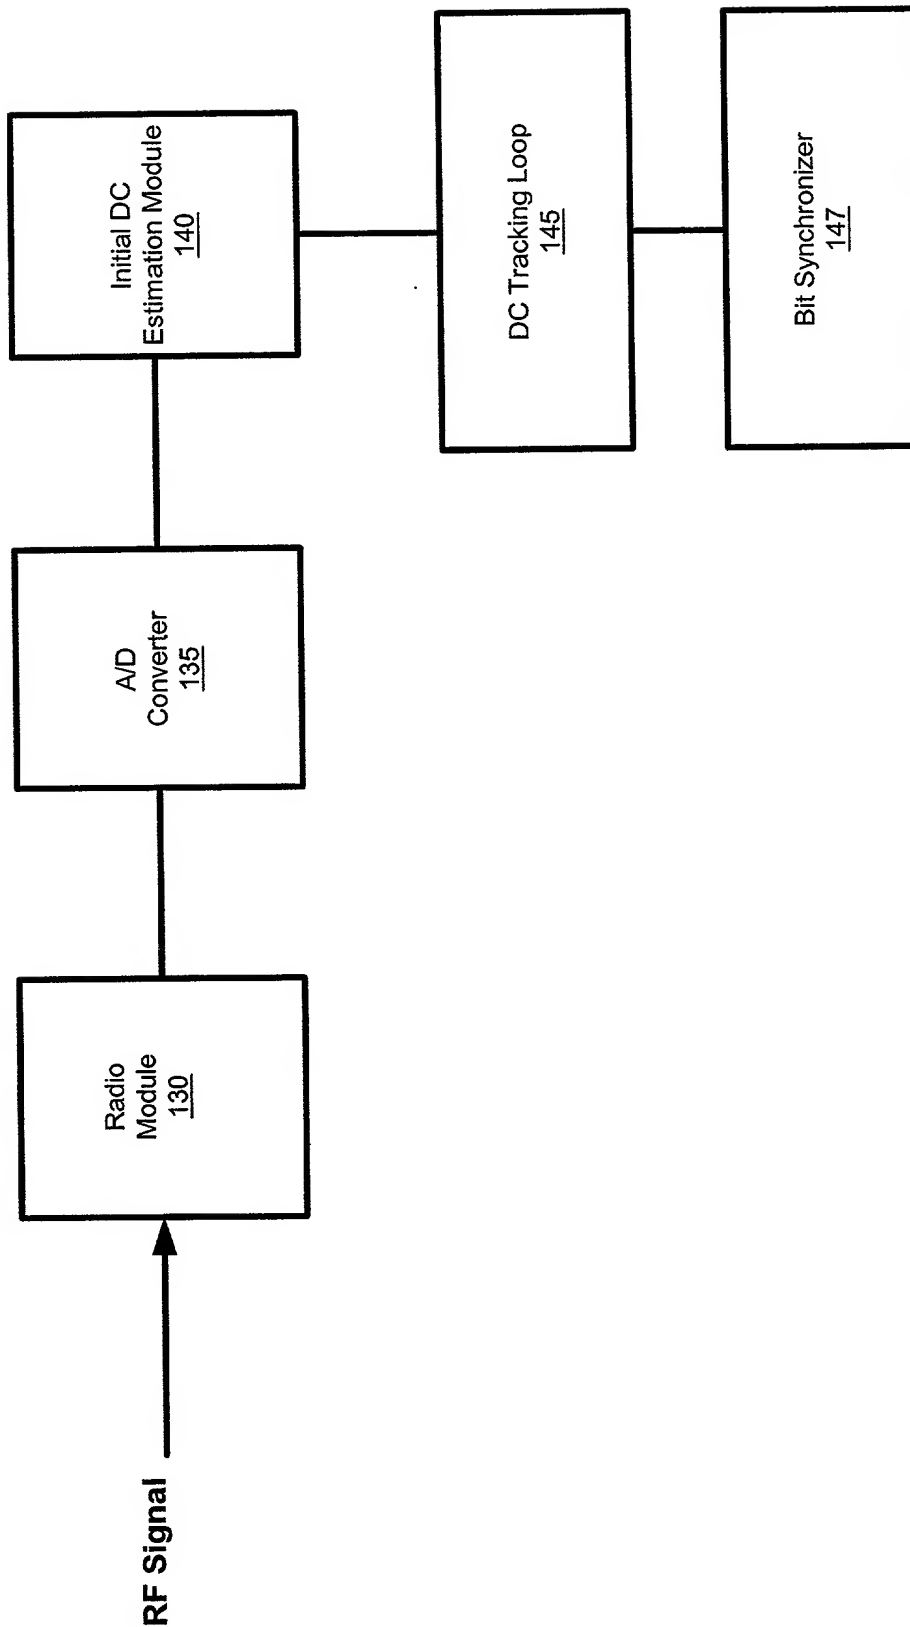 RF Signal
Radio
Module
130
A/D
Converter
135
Initial DC
Estimation Module
140
DC Tracking Loop
145
Bit Synchronizer
147